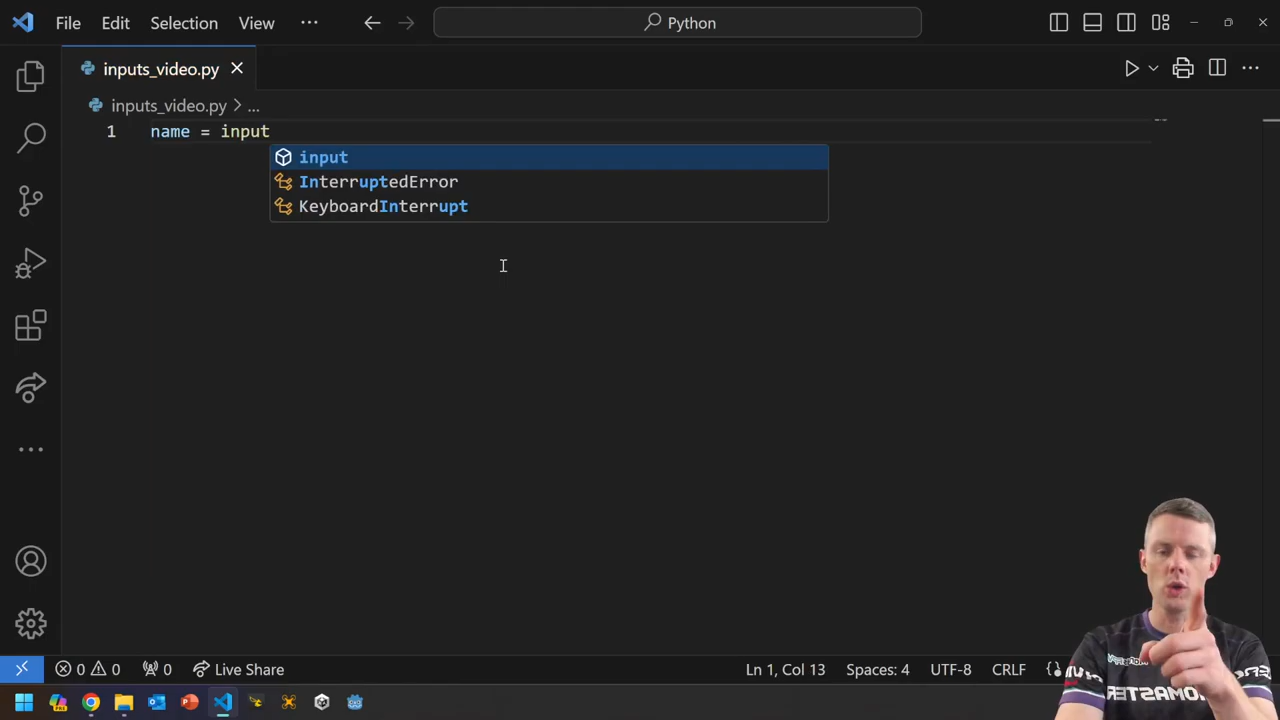 File Edit Selection View ··· Python
inputs_video.py
inputs_video.py > ...
1 name = input
input
InterruptedError
KeyboardInterrupt
0 0 0 Live Share Ln 1, Col 13 Spaces: 4 UTF-8 CRLF {}
PRE